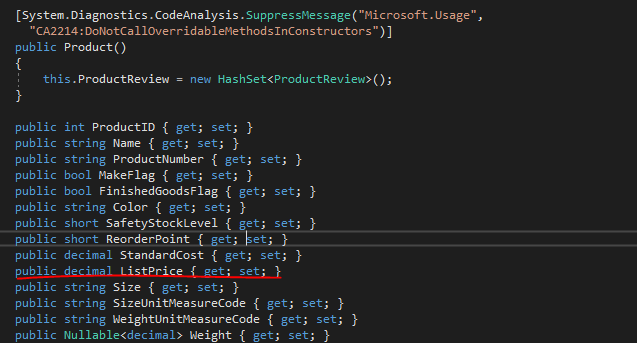 [System.Diagnostics.CodeAnalysis.SuppressMessage("Microsoft.Usage",
"CA2214:DoNotCallOverridableMethodsInConstructors")]
public Product()
{
this.ProductReview = new HashSet<ProductReview>();
}
public int ProductID { get; set; }
public string Name { get; set; }
public string ProductNumber { get; set; }
public bool MakeFlag { get; set; }
public bool FinishedGoodsFlag { get; set; }
public string Color { get; set; }
public short SafetyStockLevel { get; set; }
public short ReorderPoint { get; set; }
public decimal StandardCost { get; set; }
public decimal ListPrice { get; set; }
public string Size { get; set; }
public string SizeUnitMeasureCode { get; set; }
public string WeightUnitMeasureCode { get; set; }
public Nullable<decimal> Weight { get; set; }